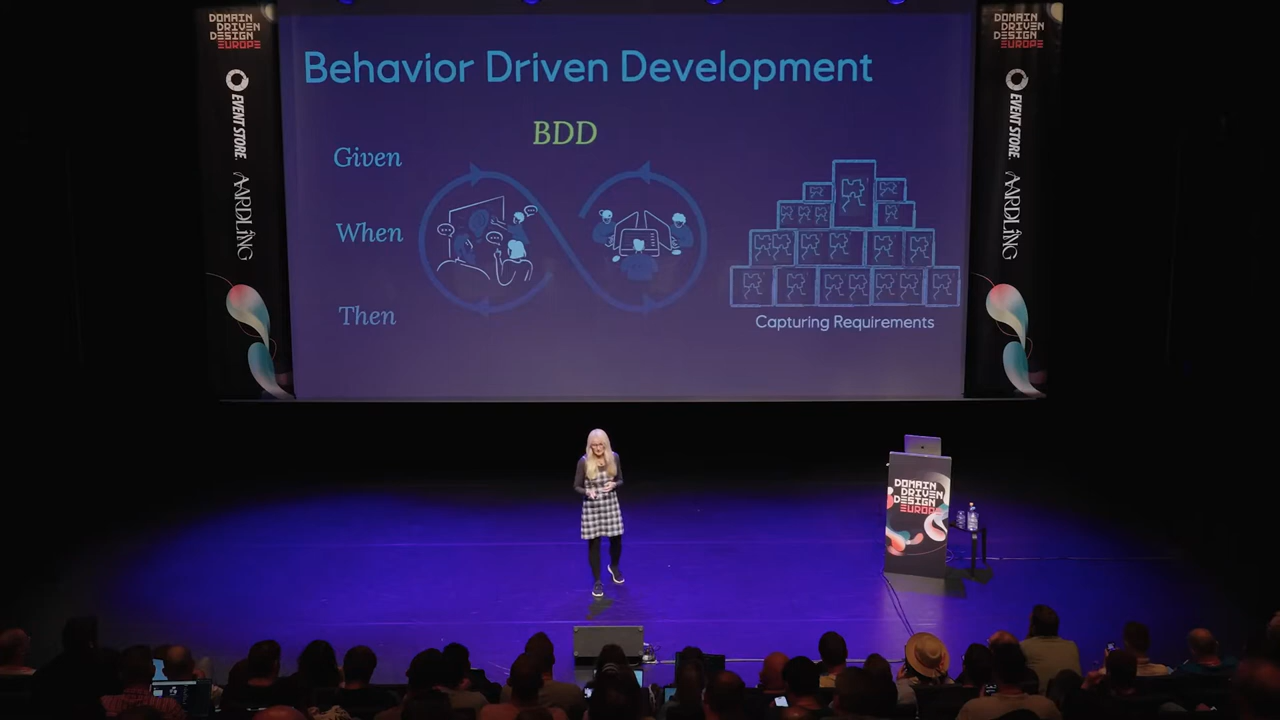 DOMAIN
DRIVEN
DESIGN
EUROPE
EVENT STORE.
AARDLING
Behavior Driven Development
BDD
Given
When
Then
Capturing Requirements
DOMAIN
DRIVEN
DESIGN
EUROPE
EVENT STORE.
AARDLING
DOMAIN
DRIVEN
DESIGN
EUROPE